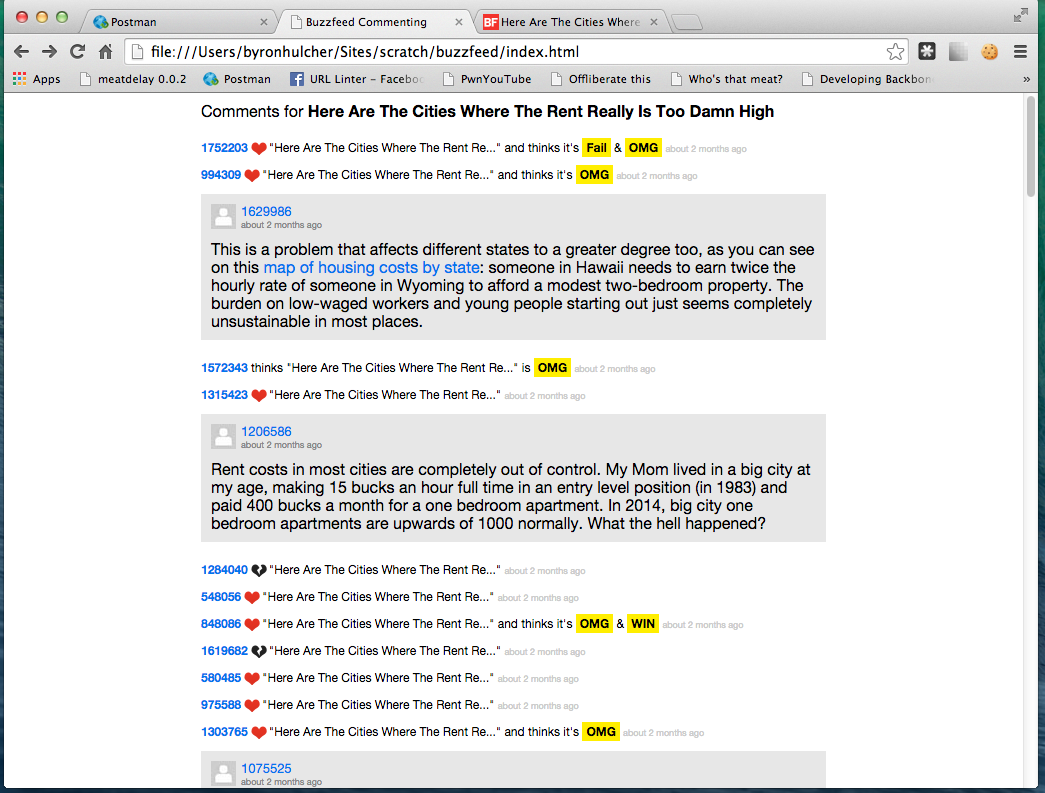 Postman
Buzzfeed Commenting
BF Here Are The Cities Where
file:///Users/byronhulcher/Sites/scratch/buzzfeed/index.html
Apps meatdelay 0.0.2 Postman URL Linter – Faceboo PwnYouTube Offliberate this Who's that meat? Developing Backbon »
Comments for Here Are The Cities Where The Rent Really Is Too Damn High
1752203 "Here Are The Cities Where The Rent Re..." and thinks it's Fail & OMG about 2 months ago
994309 "Here Are The Cities Where The Rent Re..." and thinks it's OMG about 2 months ago
1629986
about 2 months ago
This is a problem that affects different states to a greater degree too, as you can see
on this map of housing costs by state: someone in Hawaii needs to earn twice the
hourly rate of someone in Wyoming to afford a modest two-bedroom property. The
burden on low-waged workers and young people starting out just seems completely
unsustainable in most places.
1572343 thinks "Here Are The Cities Where The Rent Re..." is OMG about 2 months ago
1315423 "Here Are The Cities Where The Rent Re..." about 2 months ago
1206586
about 2 months ago
Rent costs in most cities are completely out of control. My Mom lived in a big city at
my age, making 15 bucks an hour full time in an entry level position (in 1983) and
paid 400 bucks a month for a one bedroom apartment. In 2014, big city one
bedroom apartments are upwards of 1000 normally. What the hell happened?
1284040 "Here Are The Cities Where The Rent Re..." about 2 months ago
548056 "Here Are The Cities Where The Rent Re..." about 2 months ago
848086 "Here Are The Cities Where The Rent Re..." and thinks it's OMG & WIN about 2 months ago
1619682 "Here Are The Cities Where The Rent Re..." about 2 months ago
580485 "Here Are The Cities Where The Rent Re..." about 2 months ago
975588 "Here Are The Cities Where The Rent Re..." about 2 months ago
1303765 "Here Are The Cities Where The Rent Re..." and thinks it's OMG about 2 months ago
1075525
about 2 months ago